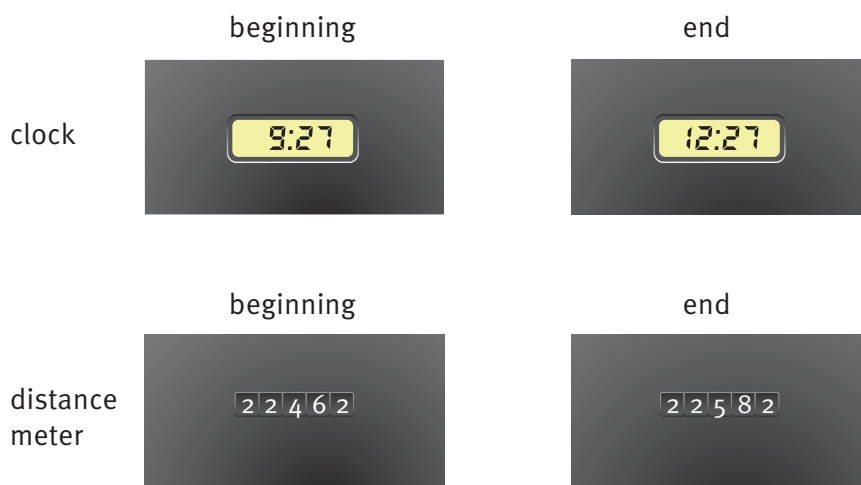 beginning end
clock 9:27 12:27
beginning end
distance
meter
22462 22582